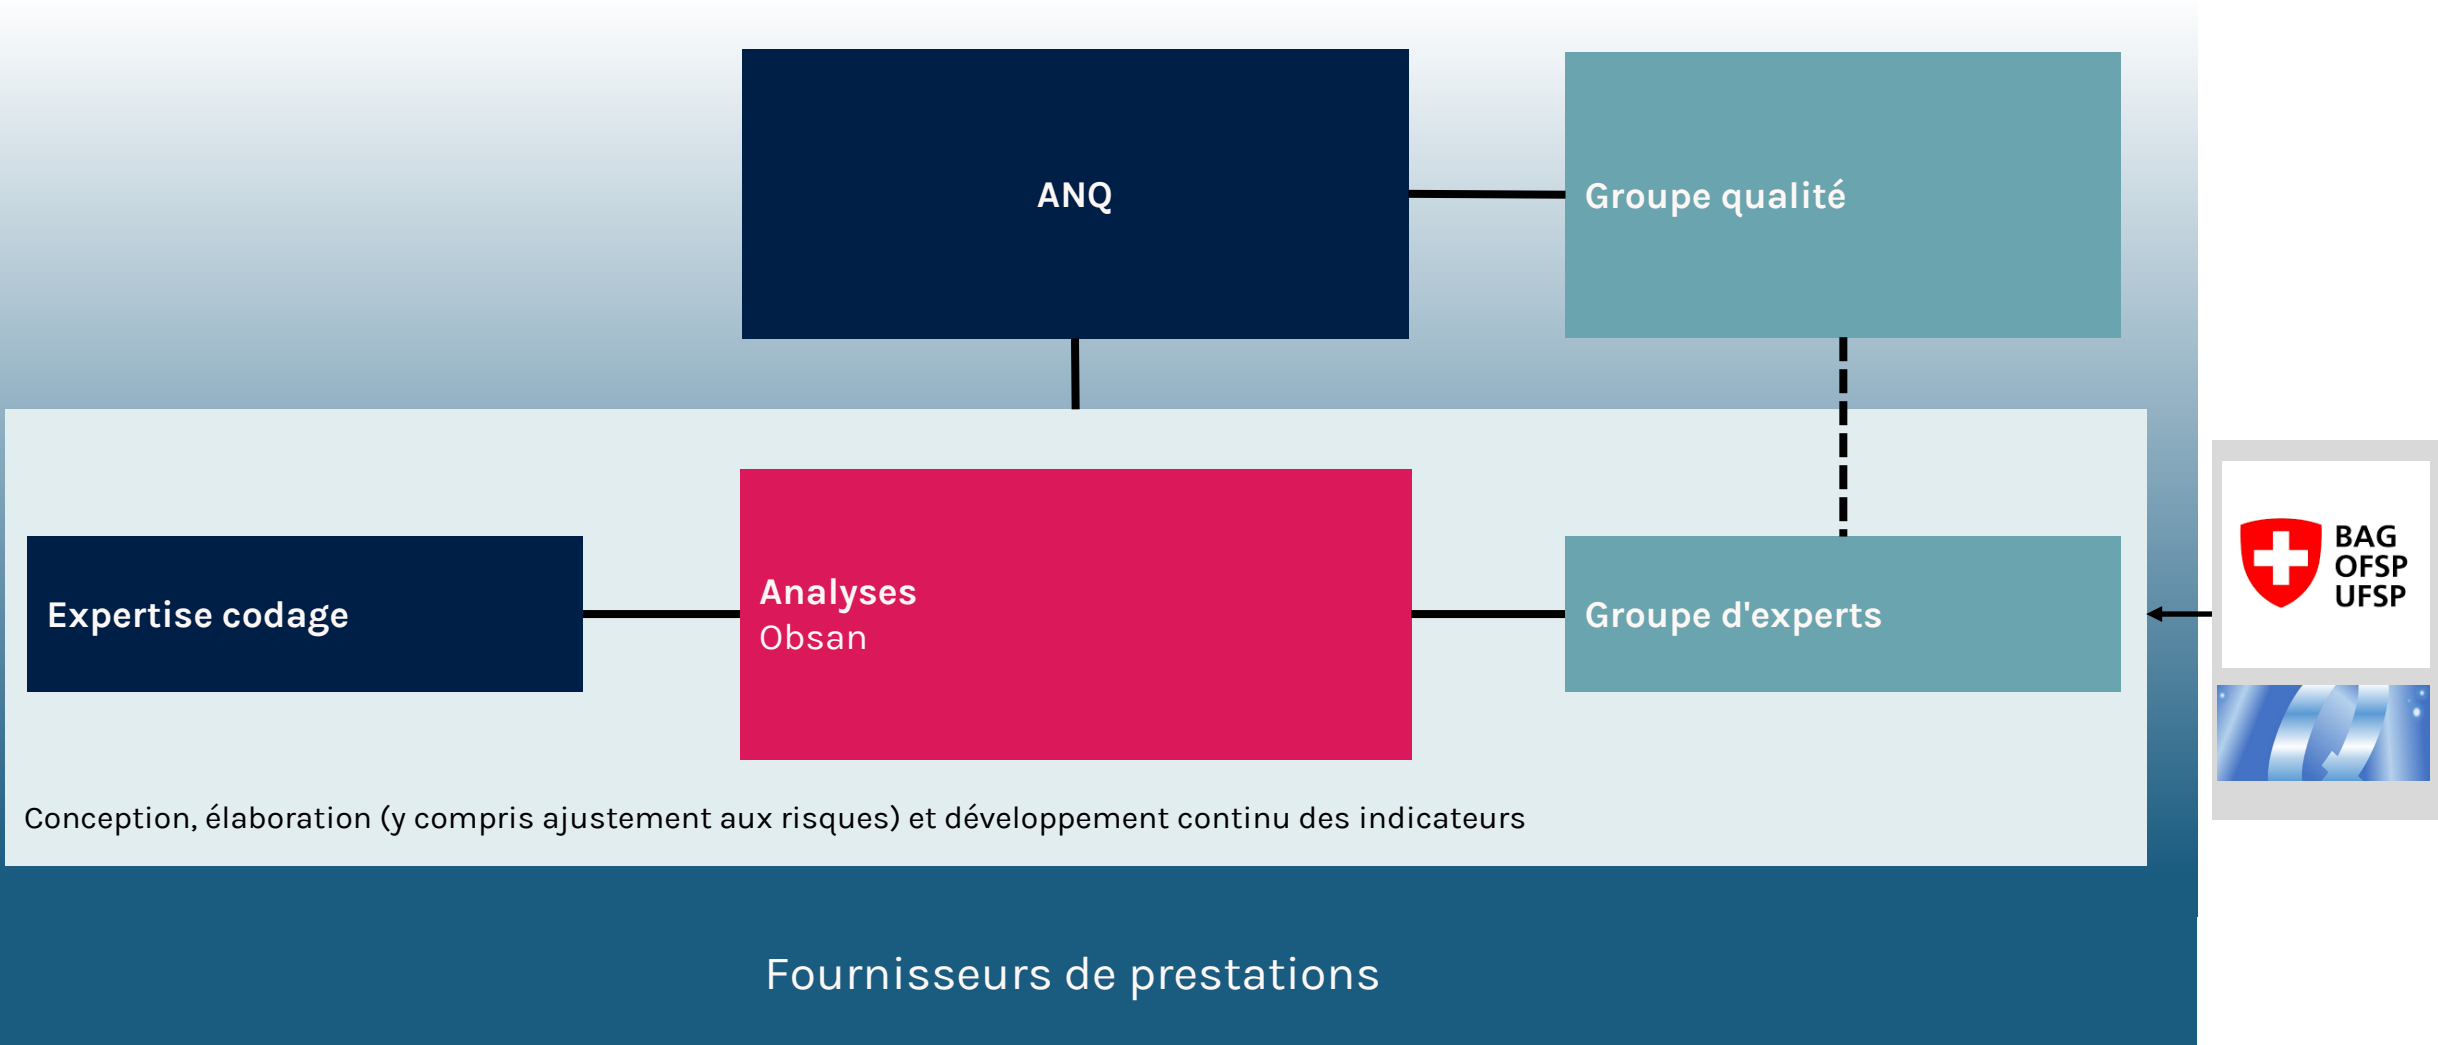 ANQ
Groupe qualité
Expertise codage
Analyses
Obsan
Groupe d'experts
BAG
OFSP
UFSP
Conception, élaboration (y compris ajustement aux risques) et développement continu des indicateurs
Fournisseurs de prestations